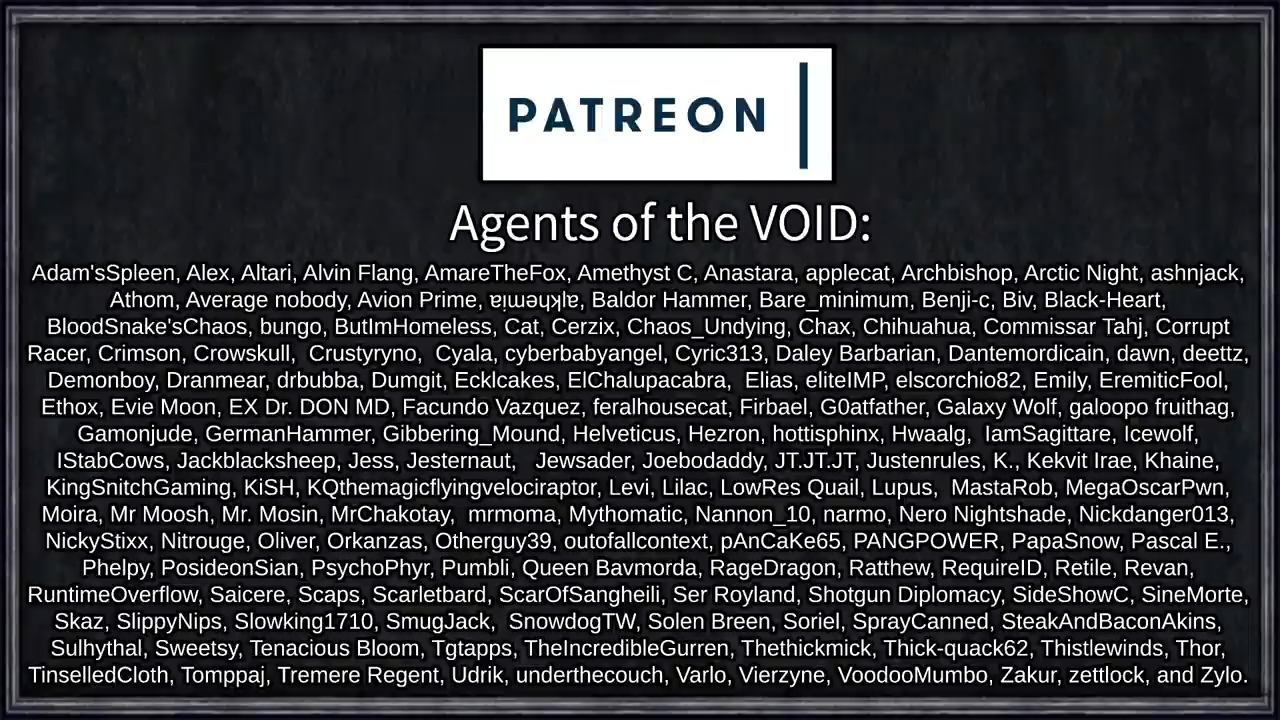 PATREON
Agents of the VOID:
Adam'sSpleen, Alex, Altari, Alvin Flang, AmareTheFox, Amethyst C, Anastara, applecat, Archbishop, Arctic Night, ashnjack,
Athom, Average nobody, Avion Prime, ɐıɯǝɥʞlɐ, Baldor Hammer, Bare_minimum, Benji-c, Biv, Black-Heart,
BloodSnake'sChaos, bungo, ButImHomeless, Cat, Cerzix, Chaos_Undying, Chax, Chihuahua, Commissar Tahj, Corrupt
Racer, Crimson, Crowskull, Crustyryno, Cyala, cyberbabyangel, Cyric313, Daley Barbarian, Dantemordicain, dawn, deettz,
Demonboy, Dranmear, drbubba, Dumgit, Ecklcakes, ElChalupacabra, Elias, eliteIMP, elscorchio82, Emily, EremiticFool,
Ethox, Evie Moon, EX Dr. DON MD, Facundo Vazquez, feralhousecat, Firbael, G0atfather, Galaxy Wolf, galoopo fruithag,
Gamonjude, GermanHammer, Gibbering_Mound, Helveticus, Hezron, hottisphinx, Hwaalg, IamSagittare, Icewolf,
IStabCows, Jackblacksheep, Jess, Jesternaut, Jewsader, Joebodaddy, JT.JT.JT, Justenrules, K., Kekvit Irae, Khaine,
KingSnitchGaming, KiSH, KQthemagicflyingvelociraptor, Levi, Lilac, LowRes Quail, Lupus, MastaRob, MegaOscarPwn,
Moira, Mr Moosh, Mr. Mosin, MrChakotay, mrmoma, Mythomatic, Nannon_10, narmo, Nero Nightshade, Nickdanger013,
NickyStixx, Nitrouge, Oliver, Orkanzas, Otherguy39, outofallcontext, pAnCaKe65, PANGPOWER, PapaSnow, Pascal E.,
Phelpy, PosideonSian, PsychoPhyr, Pumbli, Queen Bavmorda, RageDragon, Ratthew, RequireID, Retile, Revan,
RuntimeOverflow, Saicere, Scaps, Scarletbard, ScarOfSangheili, Ser Royland, Shotgun Diplomacy, SideShowC, SineMorte,
Skaz, SlippyNips, Slowking1710, SmugJack, SnowdogTW, Solen Breen, Soriel, SprayCanned, SteakAndBaconAkins,
Sulhythal, Sweetsy, Tenacious Bloom, Tgtapps, TheIncredibleGurren, Thethickmick, Thick-quack62, Thistlewinds, Thor,
TinselledCloth, Tomppaj, Tremere Regent, Udrik, underthecouch, Varlo, Vierzyne, VoodooMumbo, Zakur, zettlock, and Zylo.